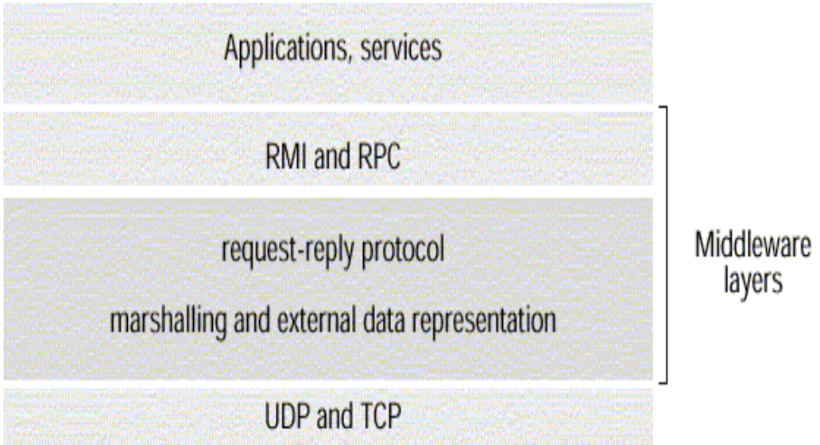 Applications, services
RMI and RPC
request-reply protocol
marshalling and external data representation
Middleware
layers
UDP and TCP